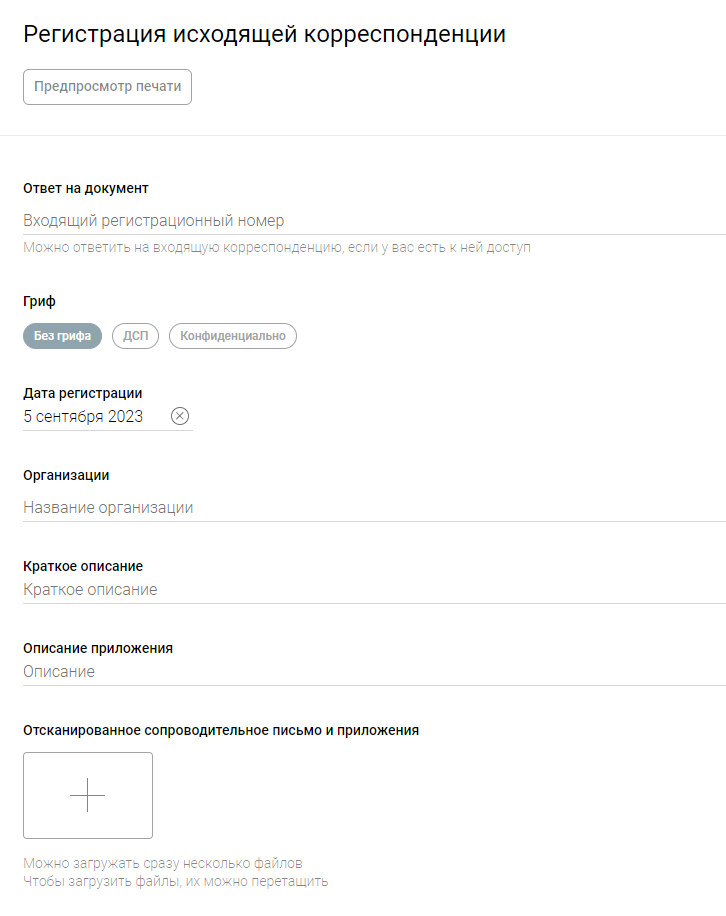 Регистрация исходящей корреспонденции
Предпросмотр печати
Ответ на документ
Входящий регистрационный номер
Можно ответить на входящую корреспонденцию, если у вас есть к ней доступ
Гриф
Без грифа ДСП Конфиденциально
Дата регистрации
5 сентября 2023
Организации
Название организации
Краткое описание
Краткое описание
Описание приложения
Описание
Отсканированное сопроводительное письмо и приложения
Можно загружать сразу несколько файлов
Чтобы загрузить файлы, их можно перетащить